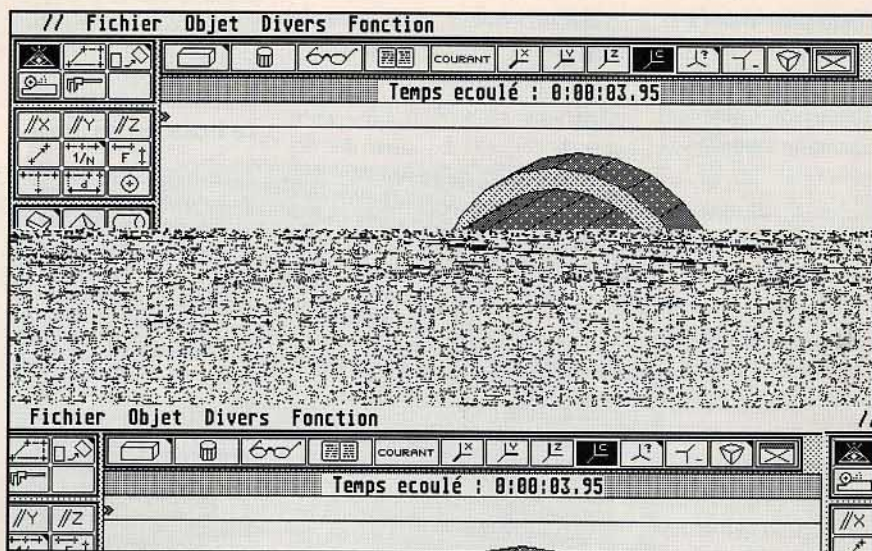 // Fichier Objet Divers Fonction
COURANT X Y Z C ?
Temps ecoulé : 0:00:03.95
//X //Y //Z
1/N F
d
Fichier Objet Divers Fonction
COURANT X Y Z C ?
Temps ecoulé : 0:00:03.95
//Y //Z //X
F